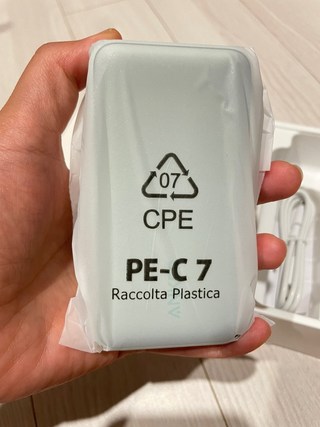 07
CPE
PE-C 7
Raccolta Plastica